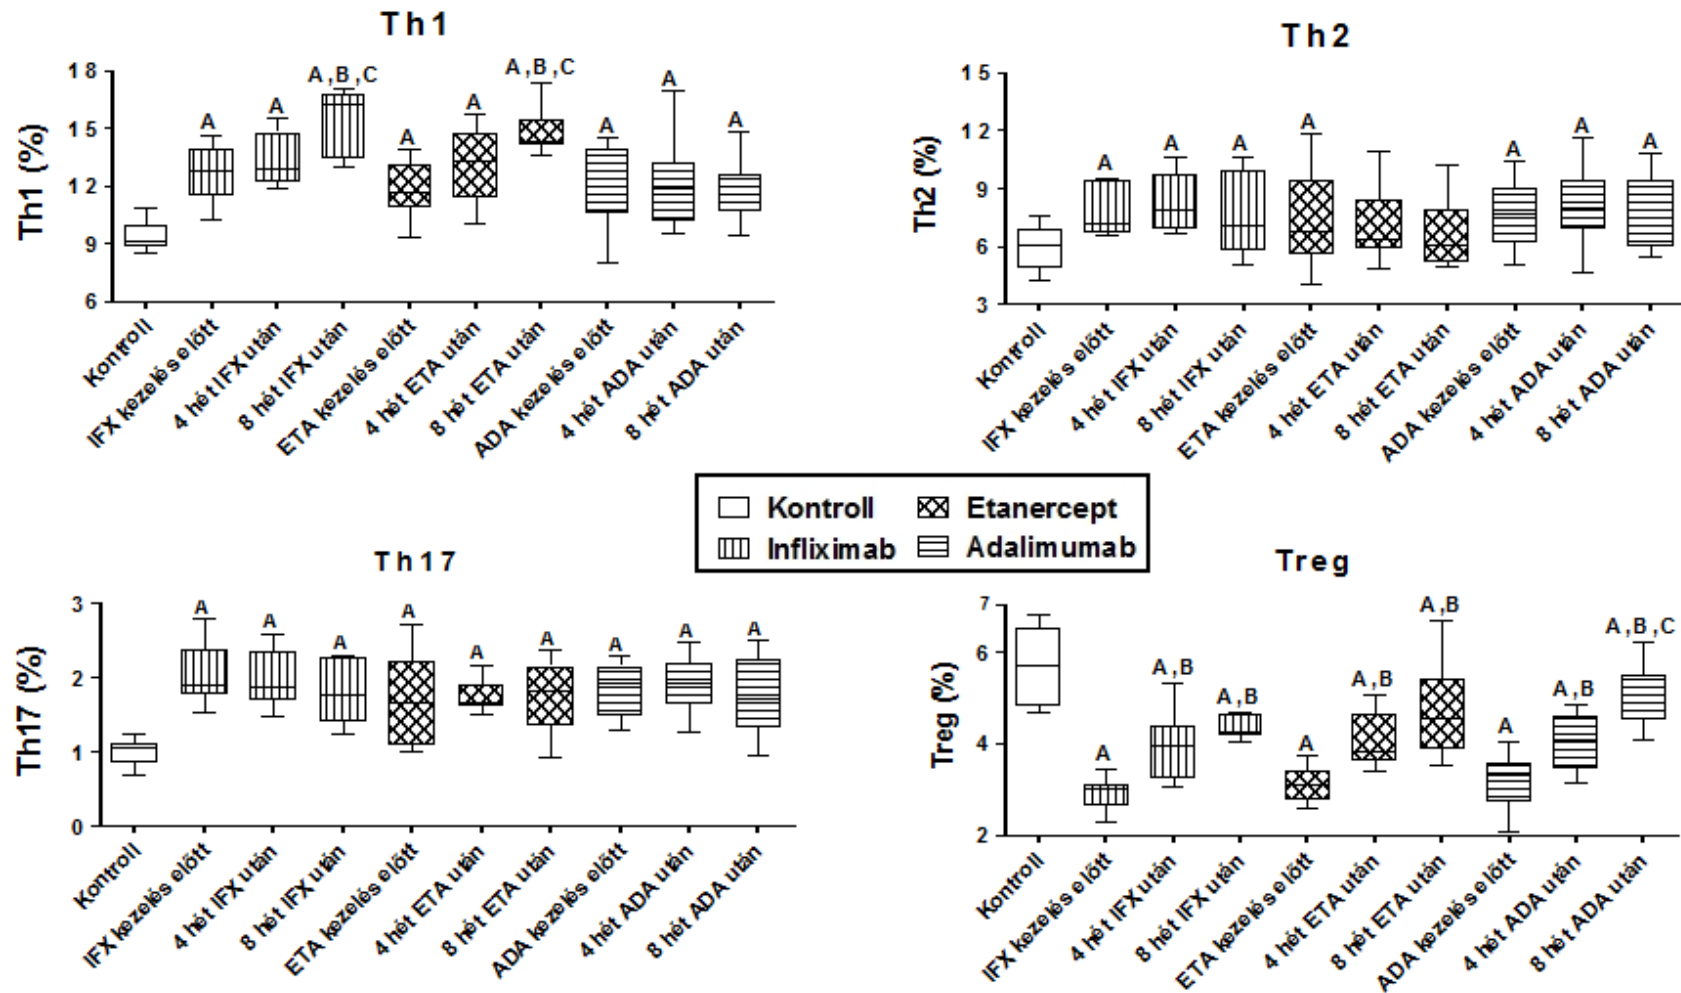 Th1
Th1 (%)
18
15
12
9
6
A
A
A,B,C
A
A
A,B,C
A
A
A
Kontroll
IFX kezelés előtt
4 hét IFX után
8 hét IFX után
ETA kezelés előtt
4 hét ETA után
8 hét ETA után
ADA kezelés előtt
4 hét ADA után
8 hét ADA után
Th2
Th2 (%)
15
12
9
6
3
A
A
A
A
A
A
A
Kontroll
IFX kezelés előtt
4 hét IFX után
8 hét IFX után
ETA kezelés előtt
4 hét ETA után
8 hét ETA után
ADA kezelés előtt
4 hét ADA után
8 hét ADA után
Kontroll
Etanercept
Infliximab
Adalimumab
Th17
Th17 (%)
3
2
1
0
A
A
A
A
A
A
A
A
A
Kontroll
IFX kezelés előtt
4 hét IFX után
8 hét IFX után
ETA kezelés előtt
4 hét ETA után
8 hét ETA után
ADA kezelés előtt
4 hét ADA után
8 hét ADA után
Treg
Treg (%)
7
6
4
2
A
A,B
A,B
A
A,B
A,B
A
A,B
A,B,C
Kontroll
IFX kezelés előtt
4 hét IFX után
8 hét IFX után
ETA kezelés előtt
4 hét ETA után
8 hét ETA után
ADA kezelés előtt
4 hét ADA után
8 hét ADA után